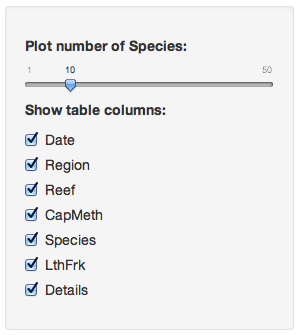 Plot number of Species:
1 10 50
Show table columns:
Date
Region
Reef
CapMeth
Species
LthFrk
Details